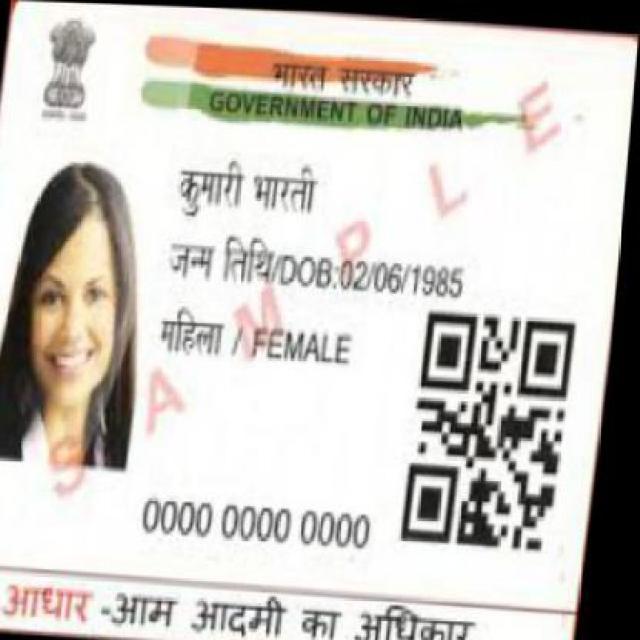 भारत सरकार
GOVERNMENT OF INDIA
कुमारी भारती
जन्म तिथि/DOB:02/06/1985
महिला / FEMALE
SAMPLE
0000 0000 0000
आधार -आम आदमी का अधिकार